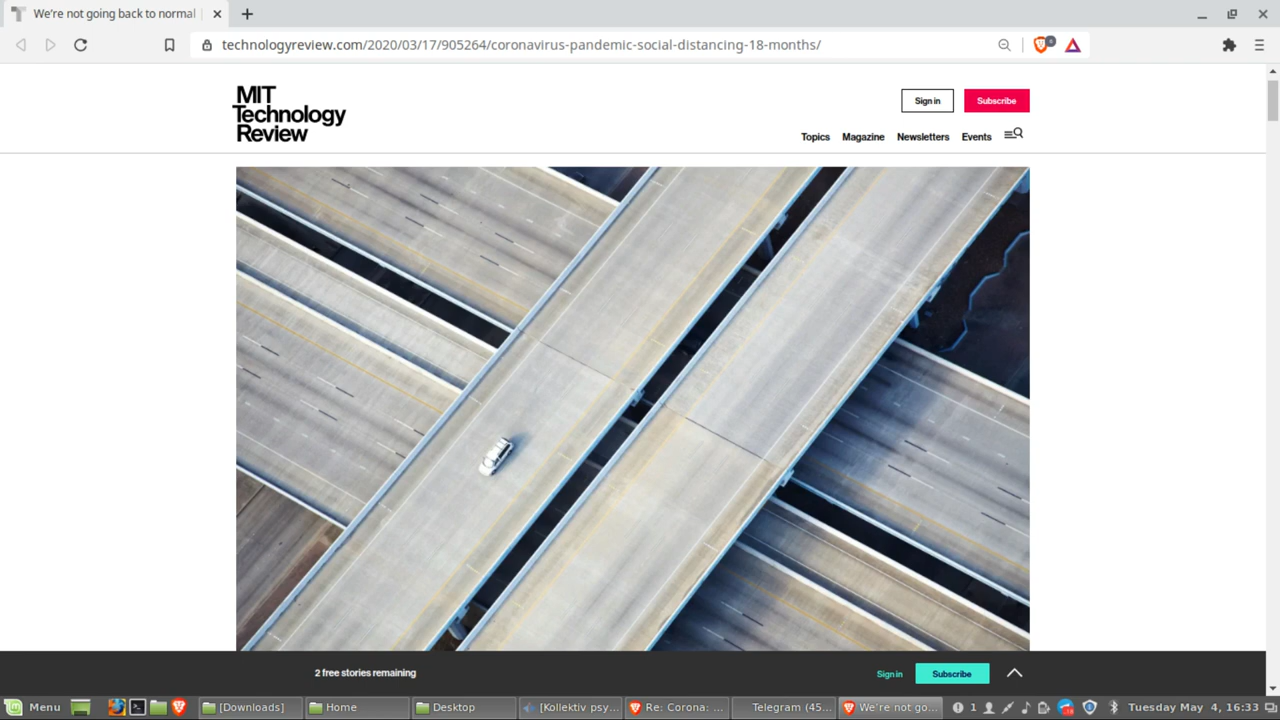 We're not going back to normal
technologyreview.com/2020/03/17/905264/coronavirus-pandemic-social-distancing-18-months/
4
MIT
Technology
Review
Sign in
Subscribe
Topics
Magazine
Newsletters
Events
2 free stories remaining
Sign in
Subscribe
Menu
[Downloads]
Home
Desktop
[Kollektiv psy...
Re: Corona: ...
Telegram (45...
We're not go...
1
Tuesday May 4, 16:33